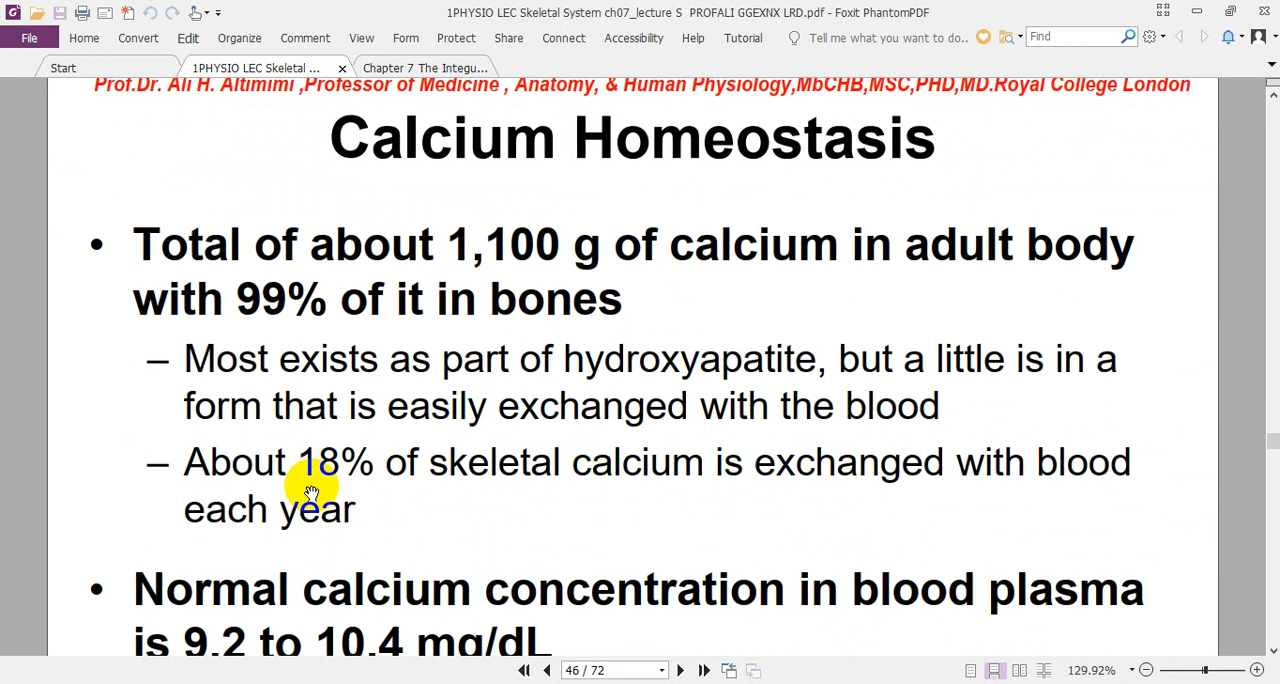 1PHYSIO LEC Skeletal System ch07_lecture S PROFALI GGEXNX LRD.pdf - Foxit PhantomPDF
File Home Convert Edit Organize Comment View Form Protect Share Connect Accessibility Help Tutorial Tell me what you want to do.. Find
Start 1PHYSIO LEC Skeletal ... Chapter 7 The Integu...
Prof.Dr. Ali H. Altimimi ,Professor of Medicine , Anatomy, & Human Physiology,MbCHB,MSC,PHD,MD.Royal College London
Calcium Homeostasis
• Total of about 1,100 g of calcium in adult body
with 99% of it in bones
– Most exists as part of hydroxyapatite, but a little is in a
form that is easily exchanged with the blood
– About 18% of skeletal calcium is exchanged with blood
each year
• Normal calcium concentration in blood plasma
is 9.2 to 10.4 mg/dL
46 / 72 129.92%